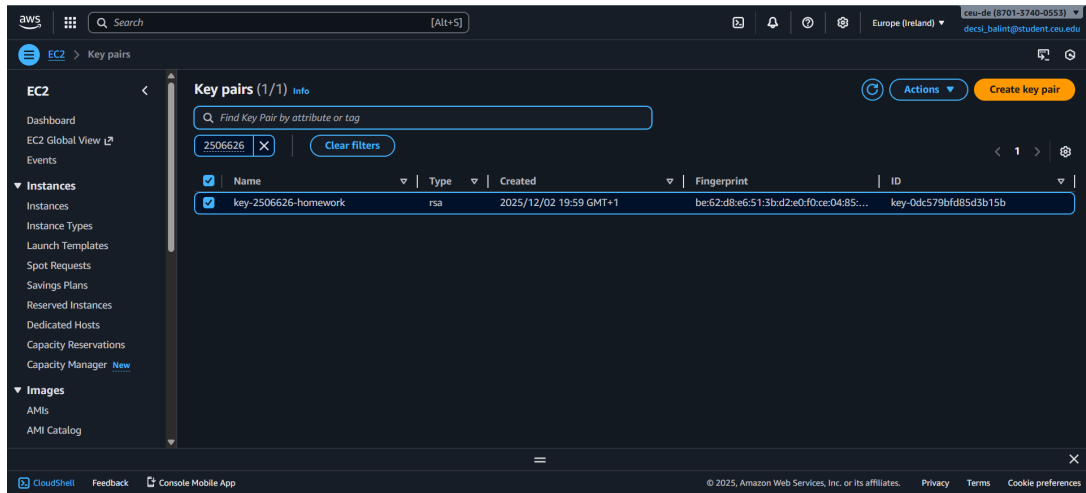 aws
Search [Alt+S]
Europe (Ireland) ▼
ceu-de (8701-3740-0553) ▼
decsi_balint@student.ceu.edu
EC2 > Key pairs
EC2
Dashboard
EC2 Global View
Events
▼ Instances
Instances
Instance Types
Launch Templates
Spot Requests
Savings Plans
Reserved Instances
Dedicated Hosts
Capacity Reservations
Capacity Manager New
▼ Images
AMIs
AMI Catalog
Key pairs (1/1) Info
Actions ▼
Create key pair
Find Key Pair by attribute or tag
2506626 X
Clear filters
< 1 >
Name Type Created Fingerprint ID
key-2506626-homework rsa 2025/12/02 19:59 GMT+1 be:62:d8:e6:51:3b:d2:e0:f0:ce:04:85:... key-0dc579bfd85d3b15b
CloudShell Feedback Console Mobile App © 2025, Amazon Web Services, Inc. or its affiliates. Privacy Terms Cookie preferences